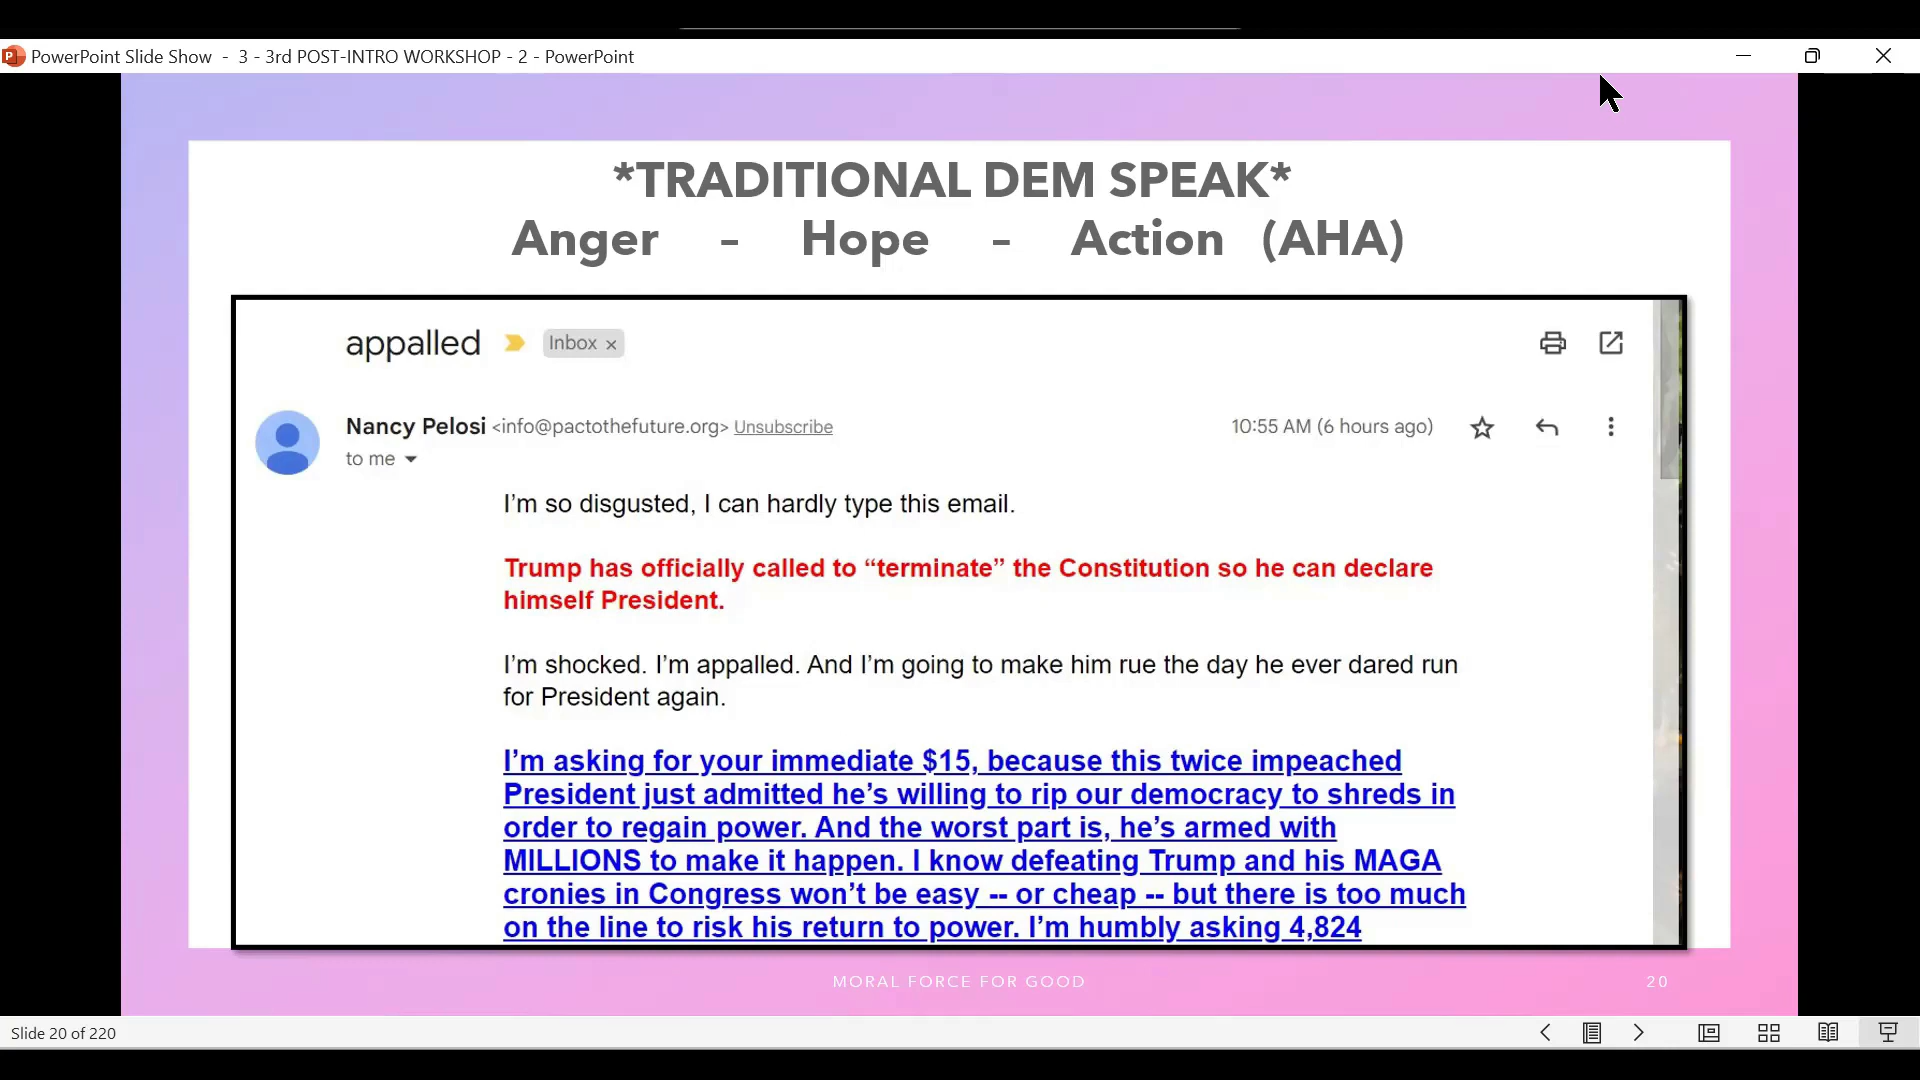 PowerPoint Slide Show - 3 - 3rd POST-INTRO WORKSHOP - 2 - PowerPoint
*TRADITIONAL DEM SPEAK*
Anger - Hope - Action (AHA)
appalled Inbox x
Nancy Pelosi <info@pactothefuture.org> Unsubscribe 10:55 AM (6 hours ago)
to me
I’m so disgusted, I can hardly type this email.
Trump has officially called to “terminate” the Constitution so he can declare
himself President.
I’m shocked. I’m appalled. And I’m going to make him rue the day he ever dared run
for President again.
I’m asking for your immediate $15, because this twice impeached
President just admitted he’s willing to rip our democracy to shreds in
order to regain power. And the worst part is, he’s armed with
MILLIONS to make it happen. I know defeating Trump and his MAGA
cronies in Congress won’t be easy -- or cheap -- but there is too much
on the line to risk his return to power. I’m humbly asking 4,824
MORAL FORCE FOR GOOD 20
Slide 20 of 220